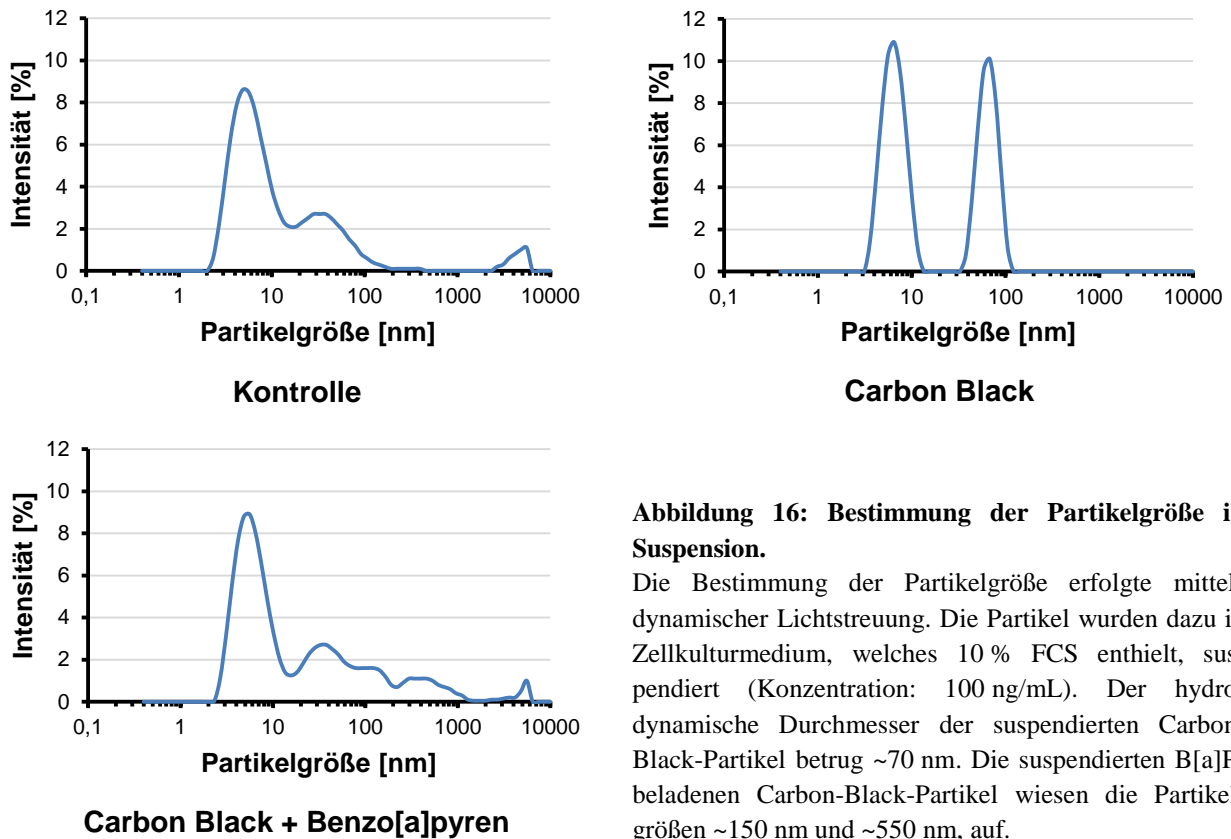 12
10
8
6
4
2
0
Intensität [%]
0,1 1 10 100 1000 10000
Partikelgröße [nm]
Kontrolle
12
10
8
6
4
2
0
Intensität [%]
0,1 1 10 100 1000 10000
Partikelgröße [nm]
Carbon Black
12
10
8
6
4
2
0
Intensität [%]
0,1 1 10 100 1000 10000
Partikelgröße [nm]
Carbon Black + Benzo[a]pyren
Abbildung 16: Bestimmung der Partikelgröße i
Suspension.
Die Bestimmung der Partikelgröße erfolgte mittel
dynamischer Lichtstreuung. Die Partikel wurden dazu i
Zellkulturmedium, welches 10 % FCS enthielt, sus
pendiert (Konzentration: 100 ng/mL). Der hydro
dynamische Durchmesser der suspendierten Carbon
Black-Partikel betrug ~70 nm. Die suspendierten B[a]P
beladenen Carbon-Black-Partikel wiesen die Partikel
größen ~150 nm und ~550 nm, auf.